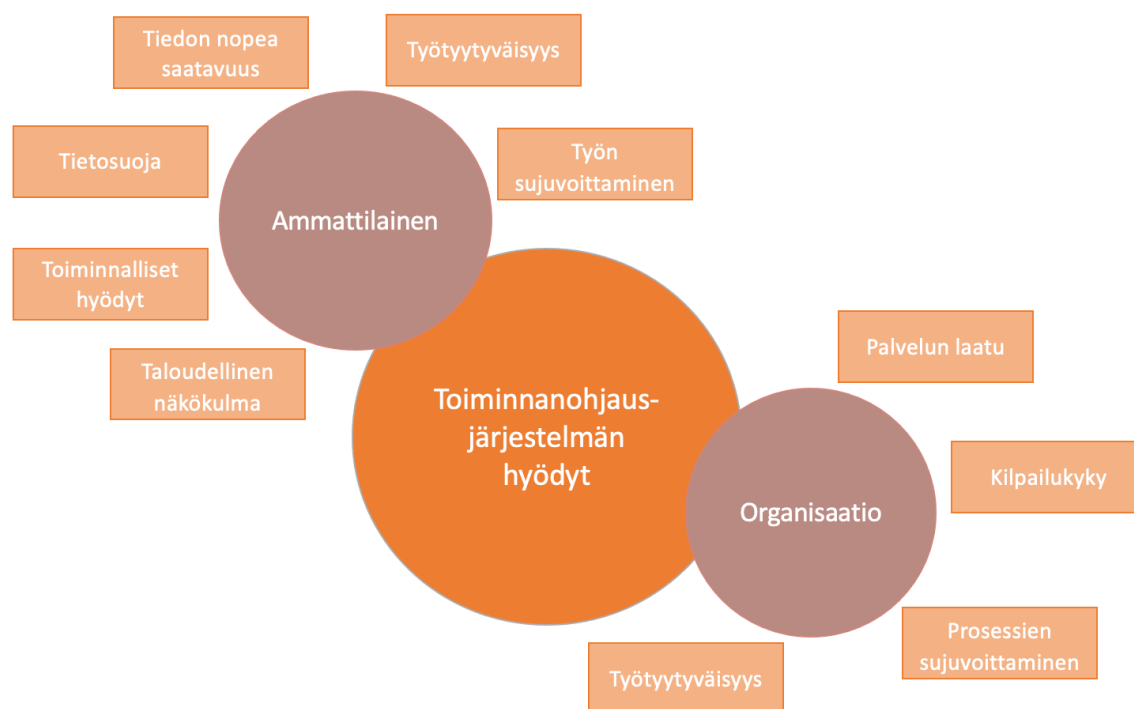 Tiedon nopea
saatavuus
Työtyytyväisyys
Tietosuoja
Työn
sujuvoittaminen
Ammattilainen
Toiminnalliset
hyödyt
Taloudellinen
näkökulma
Toiminnanohjaus-
järjestelmän
hyödyt
Palvelun laatu
Kilpailukyky
Organisaatio
Prosessien
sujuvoittaminen
Työtyytyväisyys